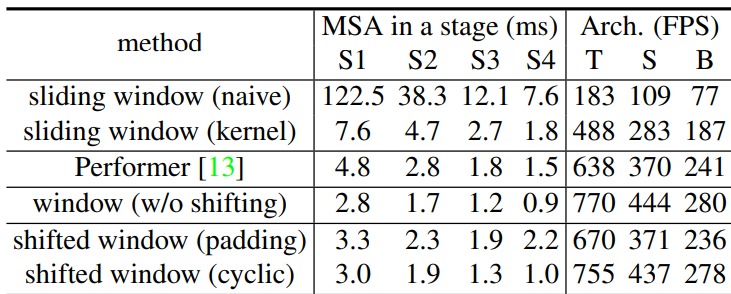 method MSA in a stage (ms) Arch. (FPS)
S1 S2 S3 S4 T S B
sliding window (naive) 122.5 38.3 12.1 7.6 183 109 77
sliding window (kernel) 7.6 4.7 2.7 1.8 488 283 187
Performer [13] 4.8 2.8 1.8 1.5 638 370 241
window (w/o shifting) 2.8 1.7 1.2 0.9 770 444 280
shifted window (padding) 3.3 2.3 1.9 2.2 670 371 236
shifted window (cyclic) 3.0 1.9 1.3 1.0 755 437 278